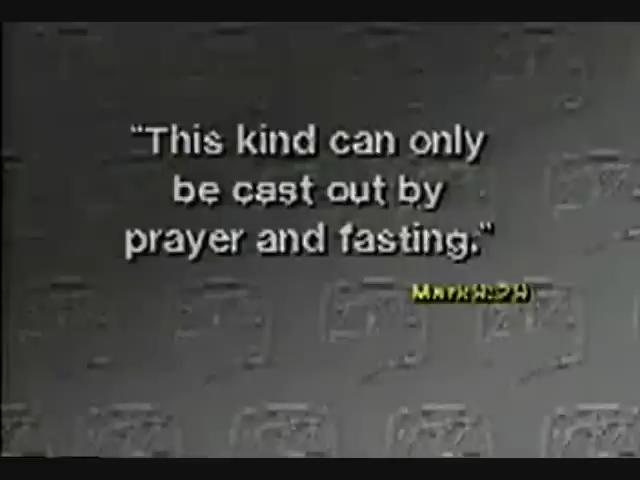 "This kind can only
be cast out by
prayer and fasting."